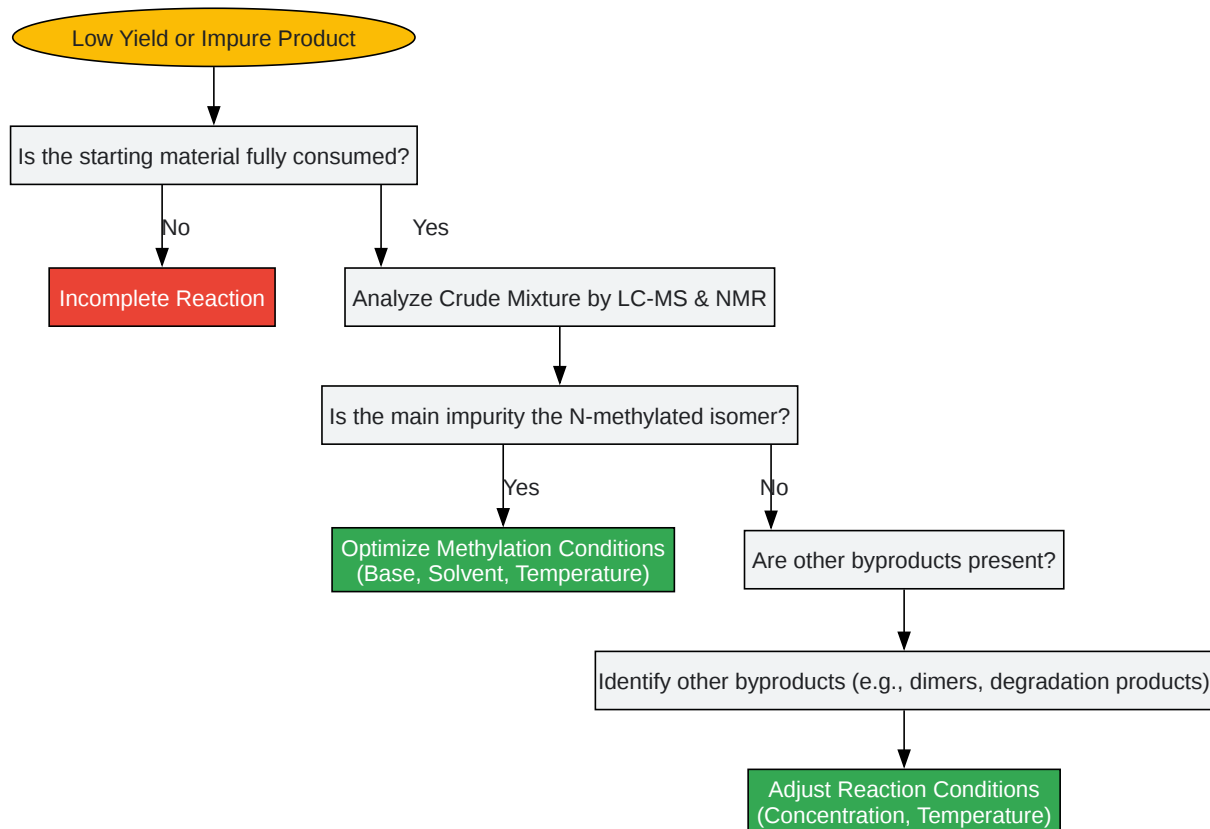 Low Yield or Impure Product
Is the starting material fully consumed?
No
Yes
Incomplete Reaction
Analyze Crude Mixture by LC-MS & NMR
Is the main impurity the N-methylated isomer?
Yes
No
Optimize Methylation Conditions
(Base, Solvent, Temperature)
Are other byproducts present?
Identify other byproducts (e.g., dimers, degradation products)
Adjust Reaction Conditions
(Concentration, Temperature)